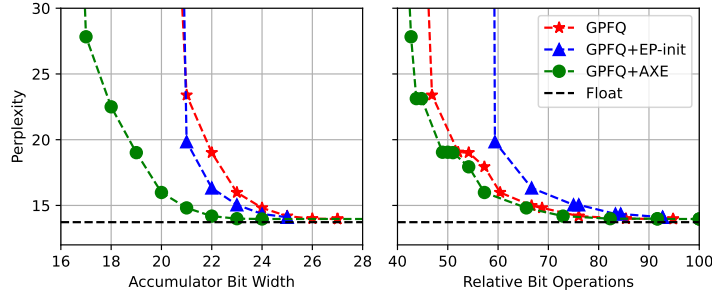 Perplexity
30
25
20
15
16 18 20 22 24 26 28
Accumulator Bit Width
40 50 60 70 80 90 100
Relative Bit Operations
GPFQ
GPFQ+EP-init
GPFQ+AXE
Float